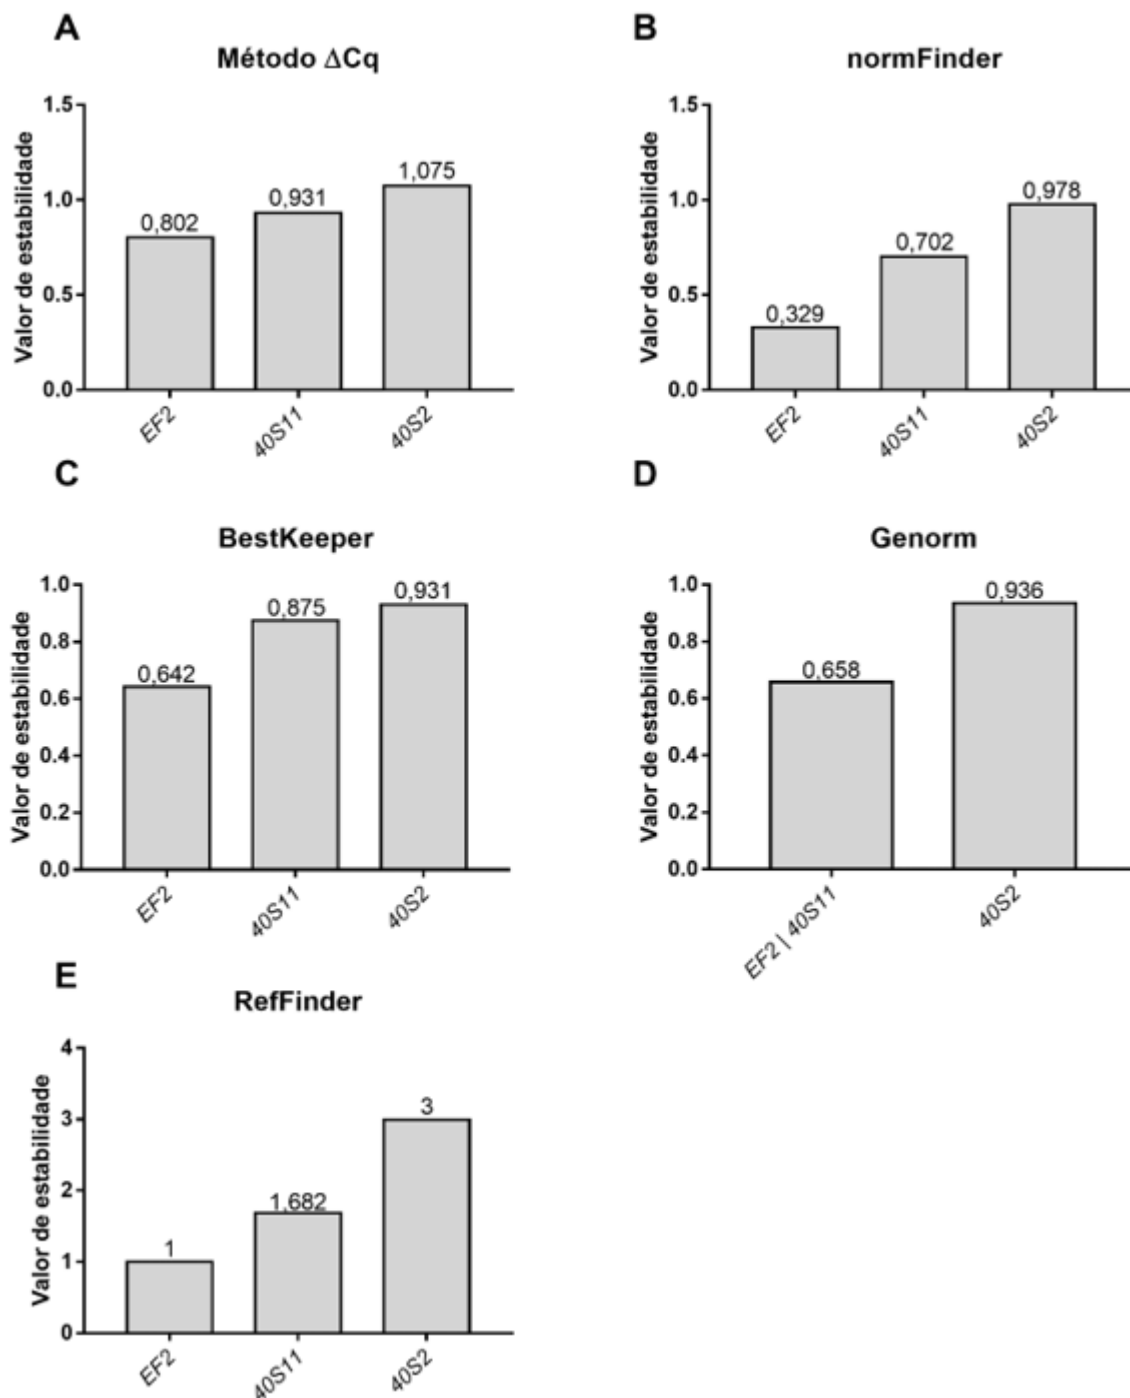 A
Método ΔCq
Valor de estabilidade
1.5
1.0
0.5
0.0
0,802
0,931
1,075
EF2
40S11
40S2
B
normFinder
Valor de estabilidade
1.5
1.0
0.5
0.0
0,329
0,702
0,978
EF2
40S11
40S2
C
BestKeeper
Valor de estabilidade
1.0
0.8
0.6
0.4
0.2
0.0
0,642
0,875
0,931
EF2
40S11
40S2
D
Genorm
Valor de estabilidade
1.0
0.8
0.6
0.4
0.2
0.0
0,658
0,936
EF2 | 40S11
40S2
E
RefFinder
Valor de estabilidade
4
3
2
1
0
1
1,682
3
EF2
40S11
40S2